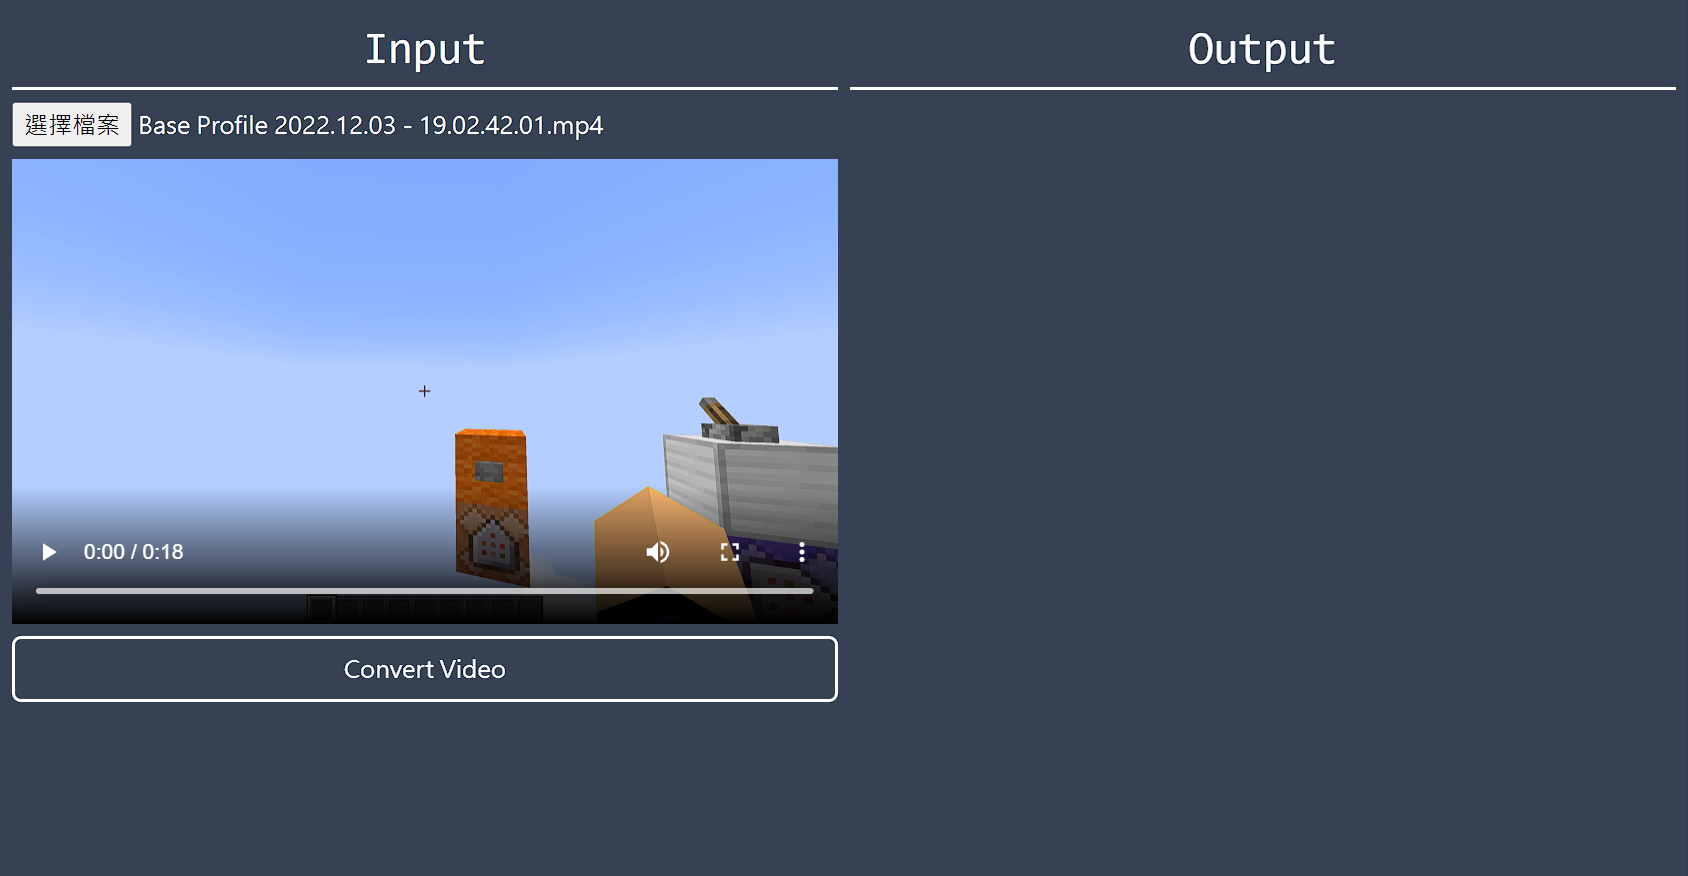 Input
選擇檔案 Base Profile 2022.12.03 - 19.02.42.01.mp4
0:00 / 0:18
Convert Video
Output